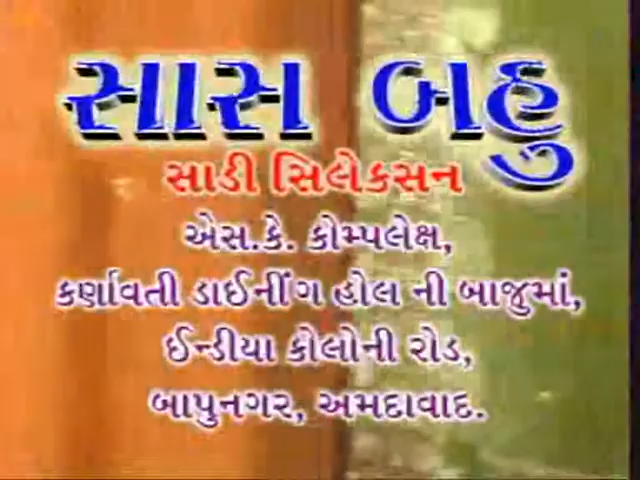 સાસ બહુ
સાડી સિલેકસન
એસ.કે. કોમ્પલેક્ષ,
કર્ણાવતી ડાઈનીંગ હોલ ની બાજુમાં,
ઈન્ડીયા કોલોની રોડ,
બાપુનગર, અમદાવાદ.